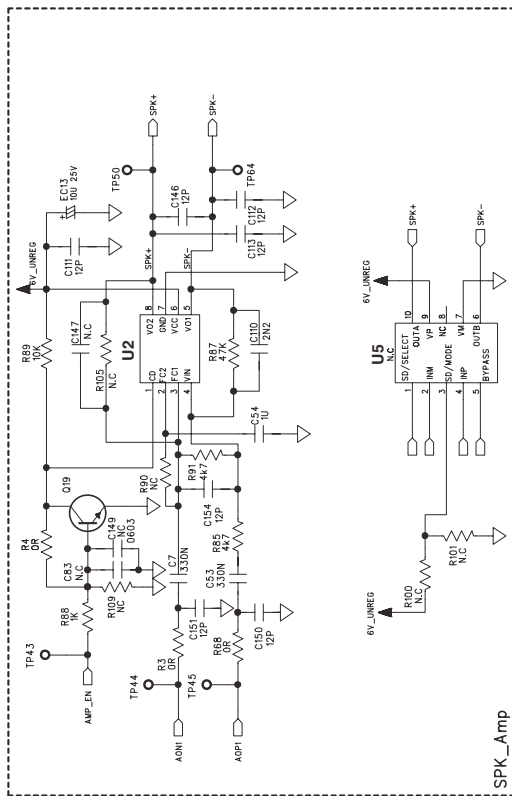 6V_UNREG
EC13
10U 25V
+
C111
12P
R89
10K
C147
N.C
R105
N.C
TP50
SPK+
SPK+
SPK-
SPK-
C146
12P
TP64
C113
12P
C112
12P
R4
0R
Q19
TP43
AMP_EN
R88
1K
C83
N.C
C149
NC
0603
R109
NC
U2
1 CD
2 FC2
3 FC1
4 VIN
VO2 8
GND 7
VCC 6
VO1 5
R87
47K
C110
2N2
C54
1U
R90
NC
R91
4k7
C154
12P
C7
330N
R85
4k7
C53
330N
R3
0R
C151
12P
R68
0R
C150
12P
TP44
TP45
AON1
AOP1
6V_UNREG
R100
N.C
R101
N.C
U5
N.C
1 SD/SELECT
2 INM
3 SD/MODE
4 INP
5 BYPASS
OUTA 10
VP 9
NC 8
VM 7
OUTB 6
6V_UNREG
SPK+
SPK-
SPK_Amp